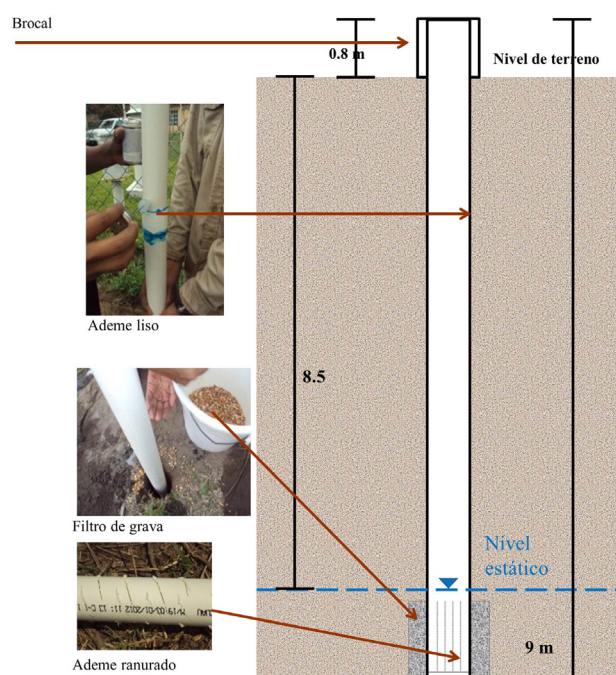 Brocal
0.8 m
Nivel de terreno
Ademe liso
8.5
Filtro de grava
Nivel
estático
9 m
Ademe ranurado